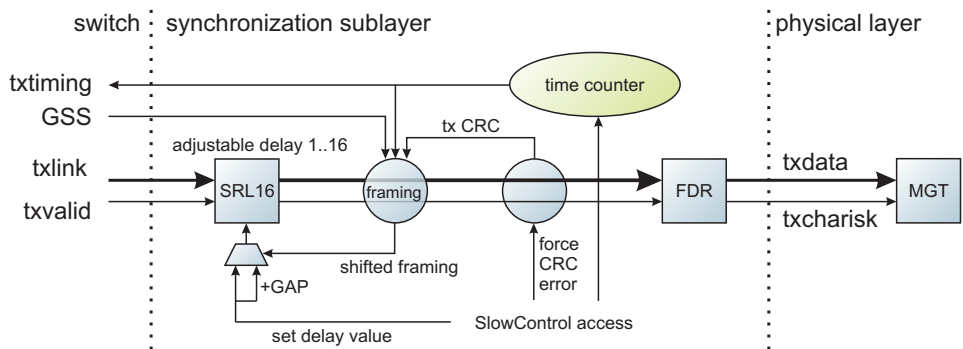 switch
synchronization sublayer
physical layer
txtiming
time counter
GSS
tx CRC
adjustable delay 1..16
txlink
txdata
SRL16
framing
FDR
MGT
txvalid
txcharisk
shifted framing
force
CRC
error
+GAP
SlowControl access
set delay value